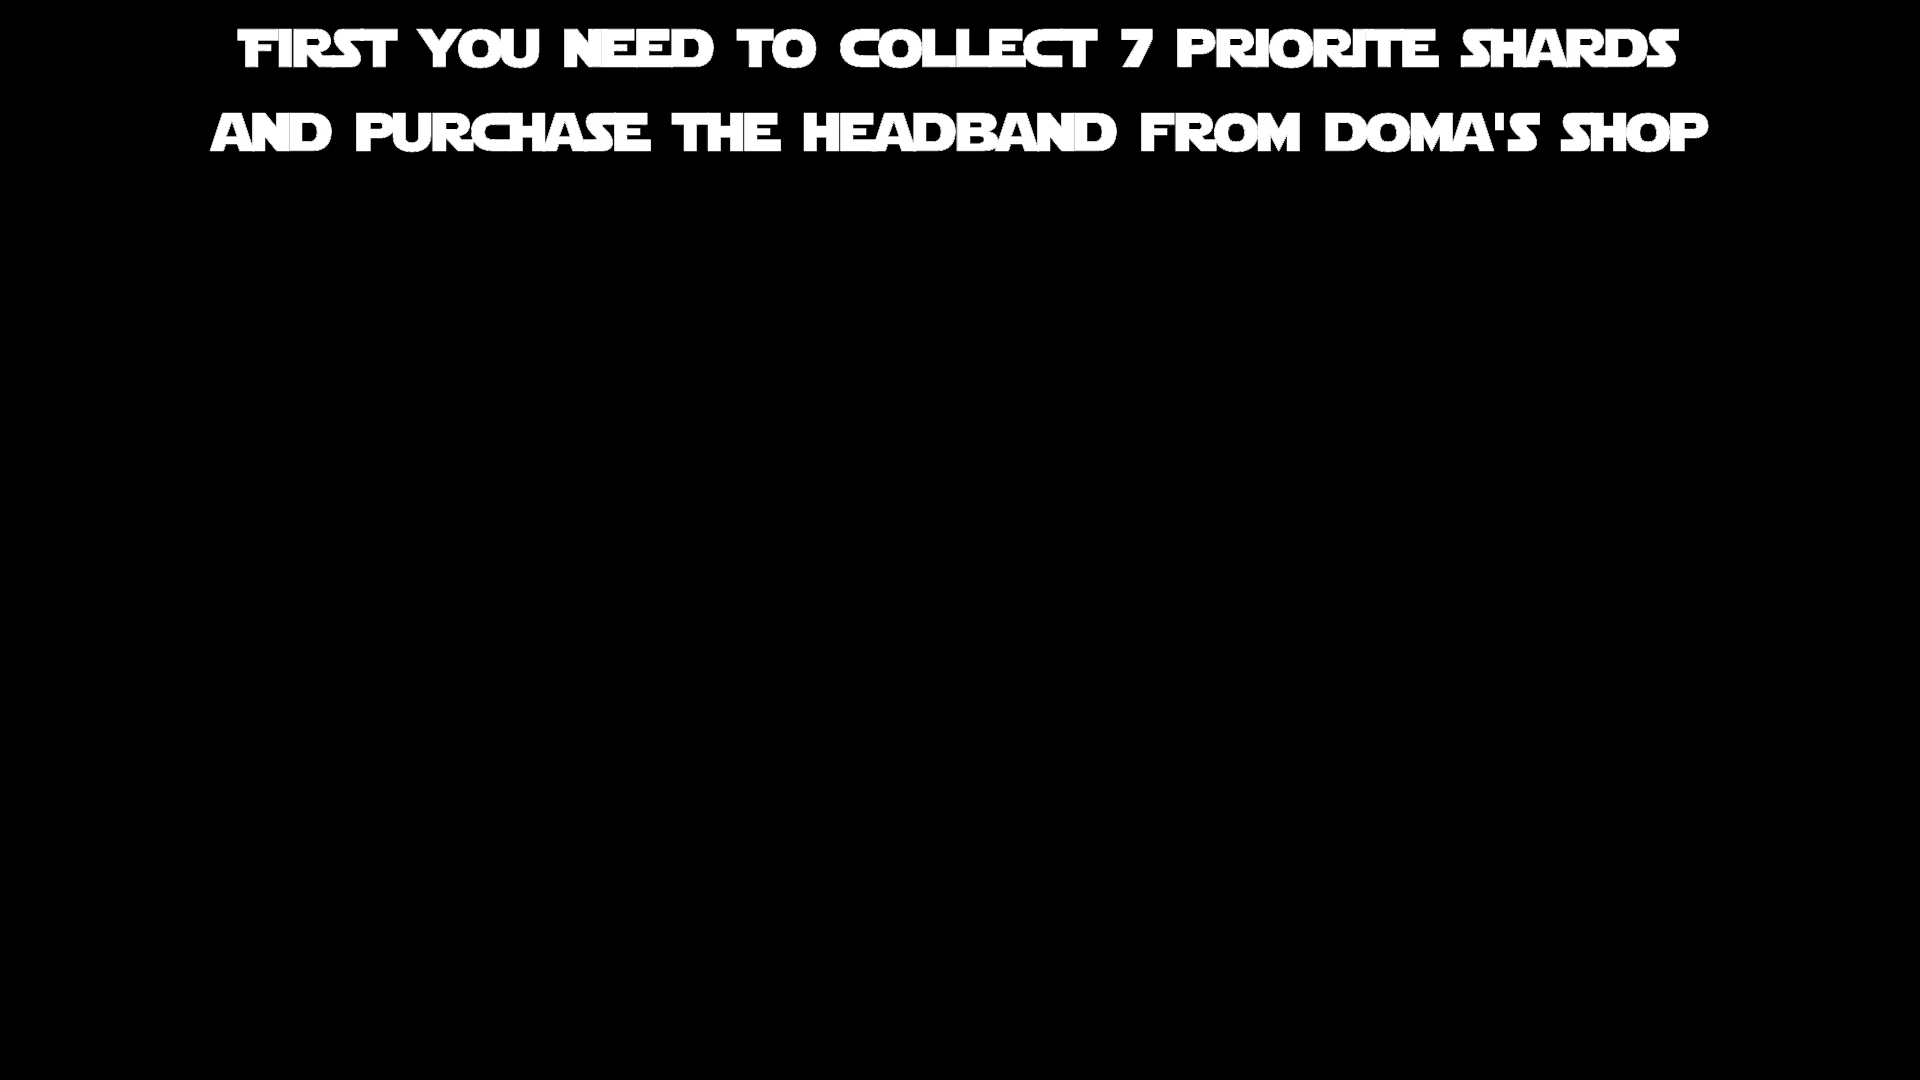 FIRST YOU NEED TO COLLECT 7 PRIORITE SHARDS
AND PURCHASE THE HEADBAND FROM DOMA'S SHOP